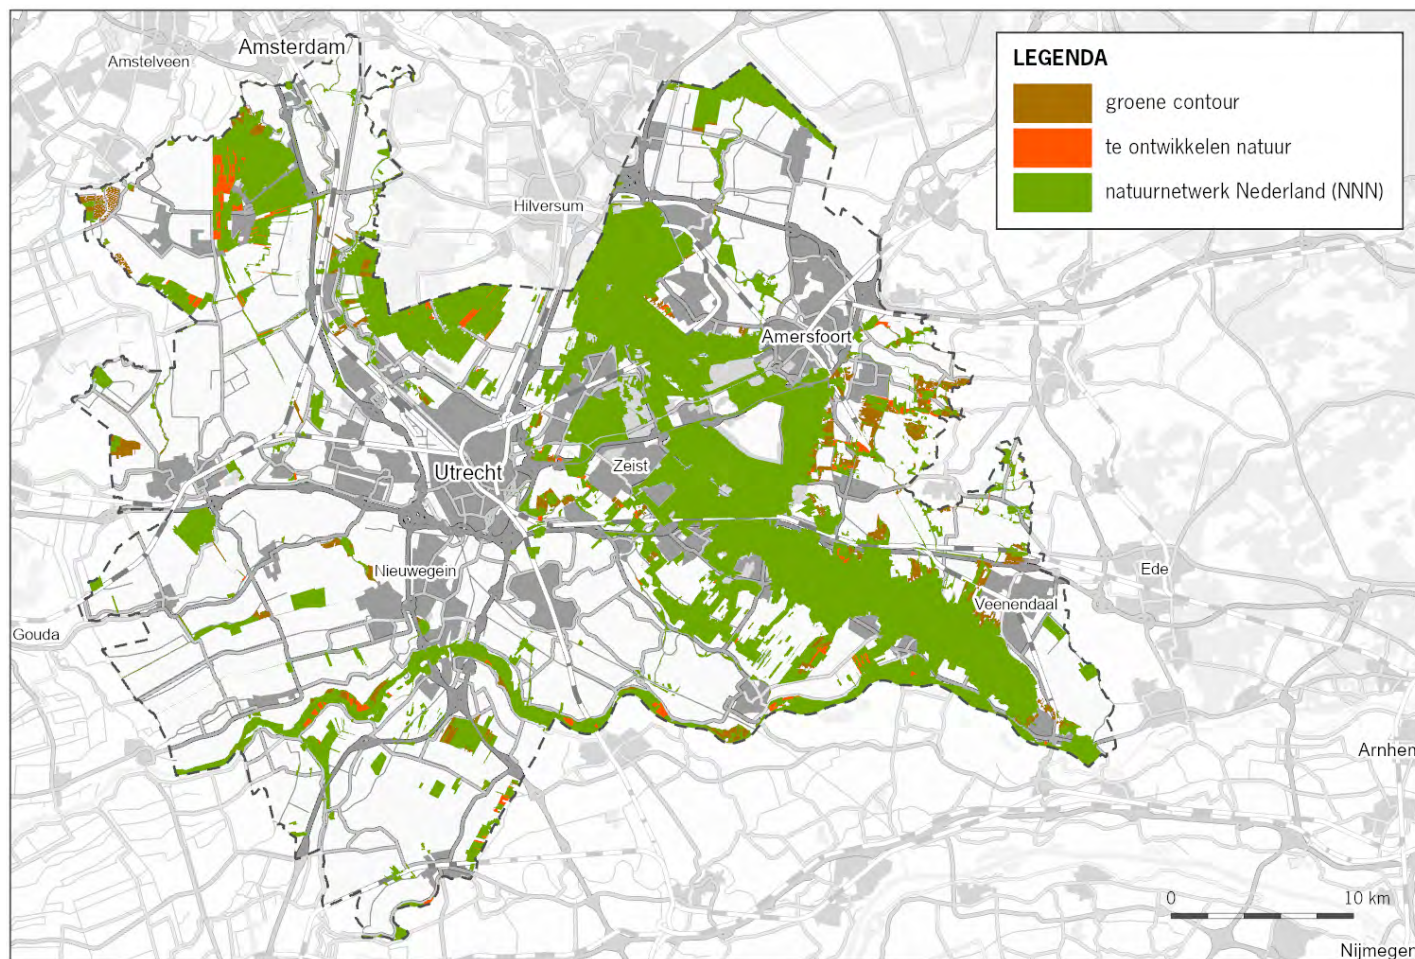 Amsterdam
Amstelveen
LEGENDA
groene contour
te ontwikkelen natuur
natuurnetwerk Nederland (NNN)
Hilversum
Amersfoort
Zeist
Utrecht
Nieuwegein
Ede
Veenendaal
Gouda
Arnhem
0 10 km
Nijmegen